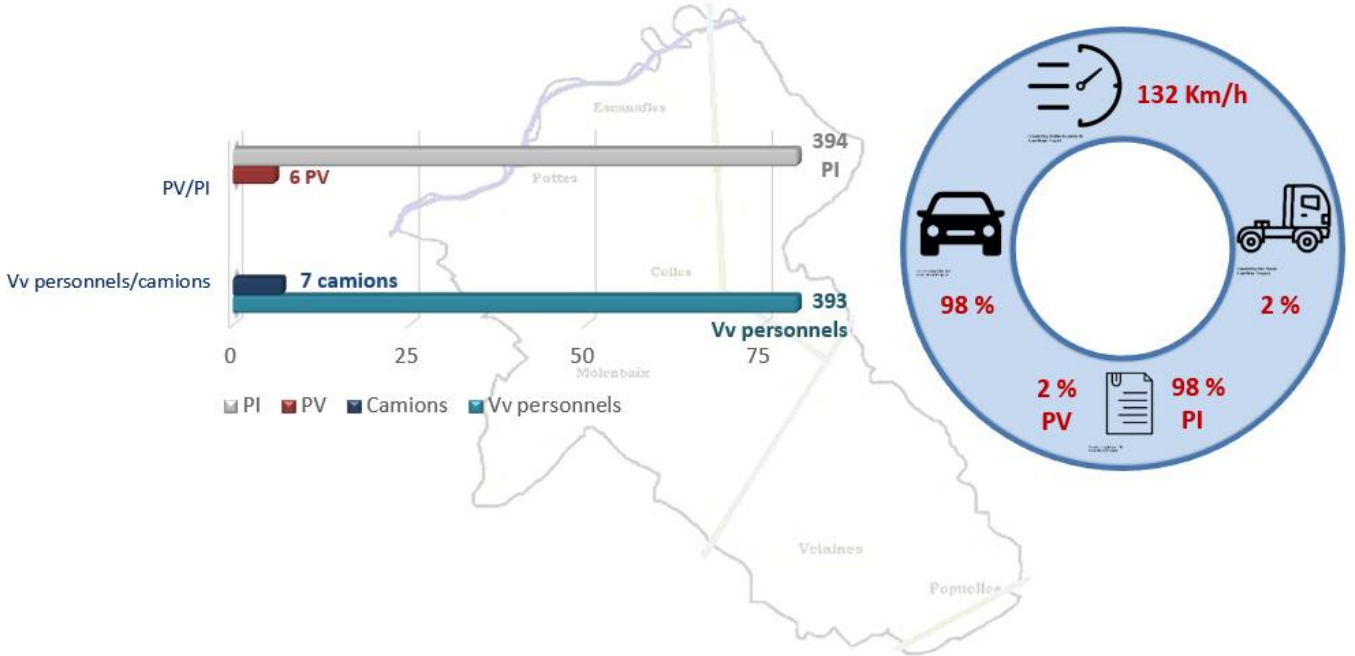 Escanaffles
132 Km/h
394
PI
6 PV
Pottes
PV/PI
Celles
7 camions
Vv personnels/camions
393
Vv personnels
98 %
2 %
0
25
50
75
Molenbaix
2 %
PV
98 %
PI
PI
PV
Camions
Vv personnels
Velaines
Popuelles